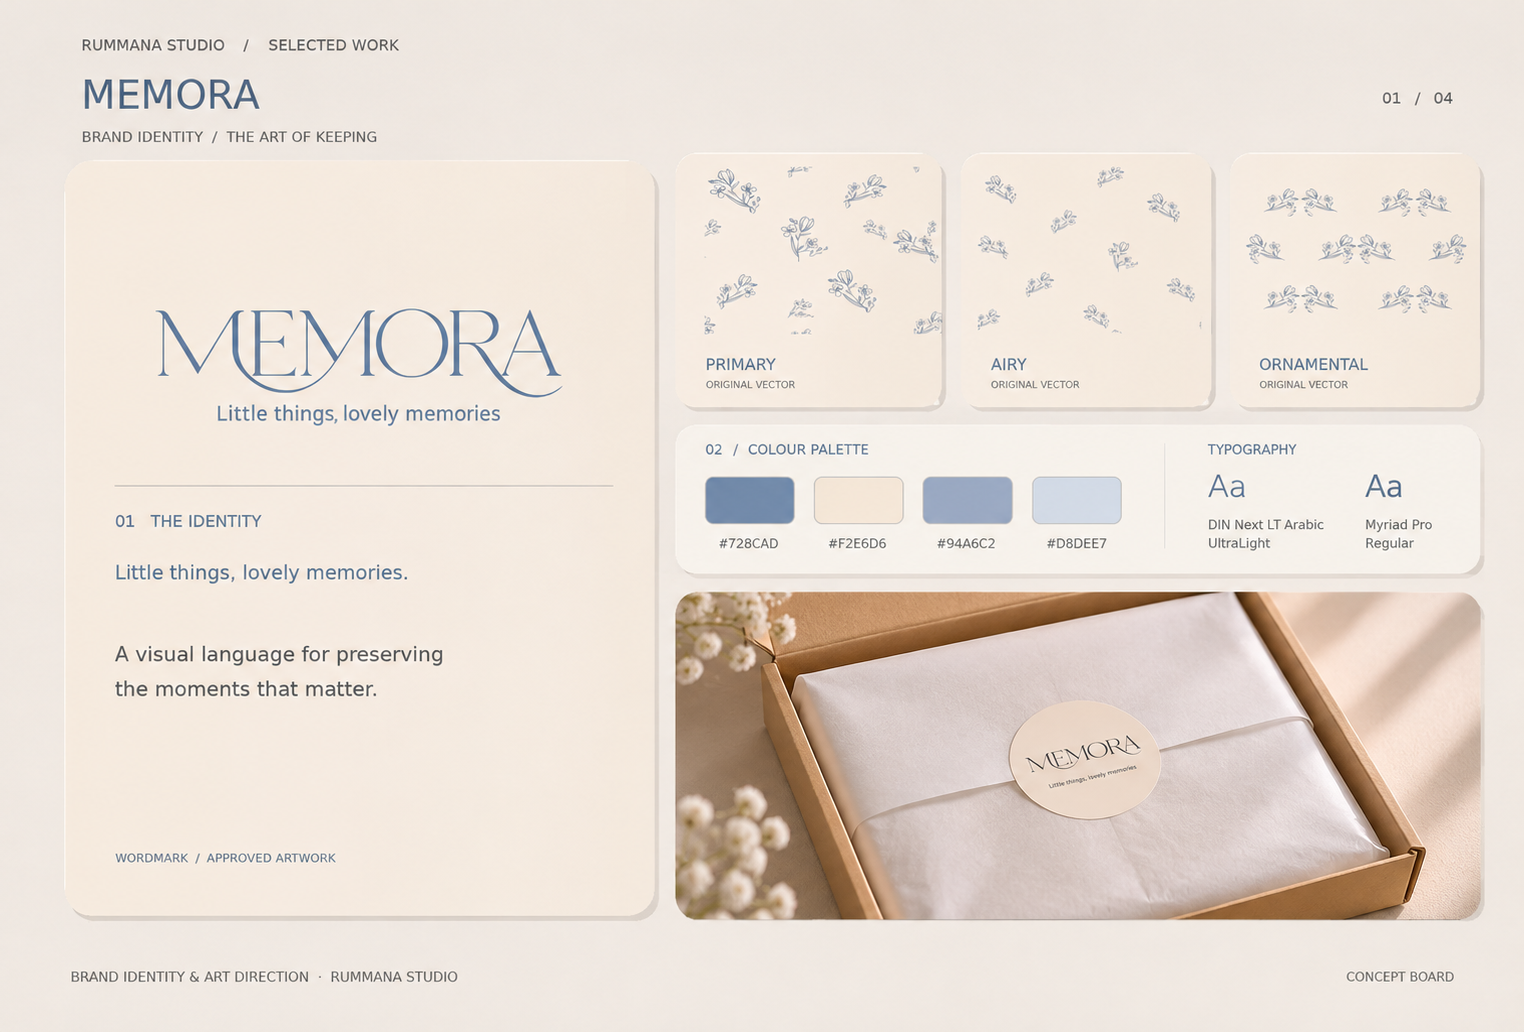 RUMMANA STUDIO / SELECTED WORK
MEMORA
BRAND IDENTITY / THE ART OF KEEPING
01 / 04
MEMORA
Little things, lovely memories
01 THE IDENTITY
Little things, lovely memories.
A visual language for preserving
the moments that matter.
WORDMARK / APPROVED ARTWORK
PRIMARY
ORIGINAL VECTOR
AIRY
ORIGINAL VECTOR
ORNAMENTAL
ORIGINAL VECTOR
02 / COLOUR PALETTE
#728CAD
#F2E6D6
#94A6C2
#D8DEE7
TYPOGRAPHY
Aa
DIN Next LT Arabic
UltraLight
Aa
Myriad Pro
Regular
MEMORA
Little things, lovely memories.
BRAND IDENTITY & ART DIRECTION · RUMMANA STUDIO
CONCEPT BOARD